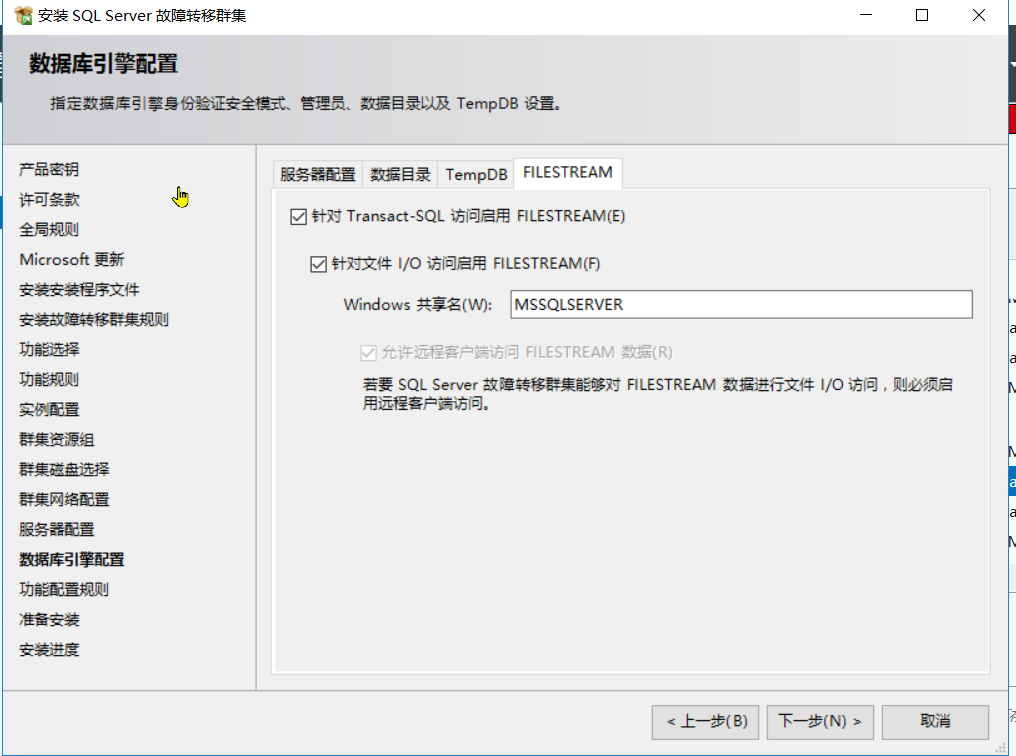 安装 SQL Server 故障转移群集
数据库引擎配置
指定数据库引擎身份验证安全模式、管理员、数据目录以及 TempDB 设置。
产品密钥
许可条款
全局规则
Microsoft 更新
安装安装程序文件
安装故障转移群集规则
功能选择
功能规则
实例配置
群集资源组
群集磁盘选择
群集网络配置
服务器配置
数据库引擎配置
功能配置规则
准备安装
安装进度
服务器配置 数据目录 TempDB FILESTREAM
针对 Transact-SQL 访问启用 FILESTREAM(E)
针对文件 I/O 访问启用 FILESTREAM(F)
Windows 共享名(W): MSSQLSERVER
允许远程客户端访问 FILESTREAM 数据(R)
若要 SQL Server 故障转移群集能够对 FILESTREAM 数据进行文件 I/O 访问，则必须启
用远程客户端访问。
< 上一步(B) 下一步(N) > 取消